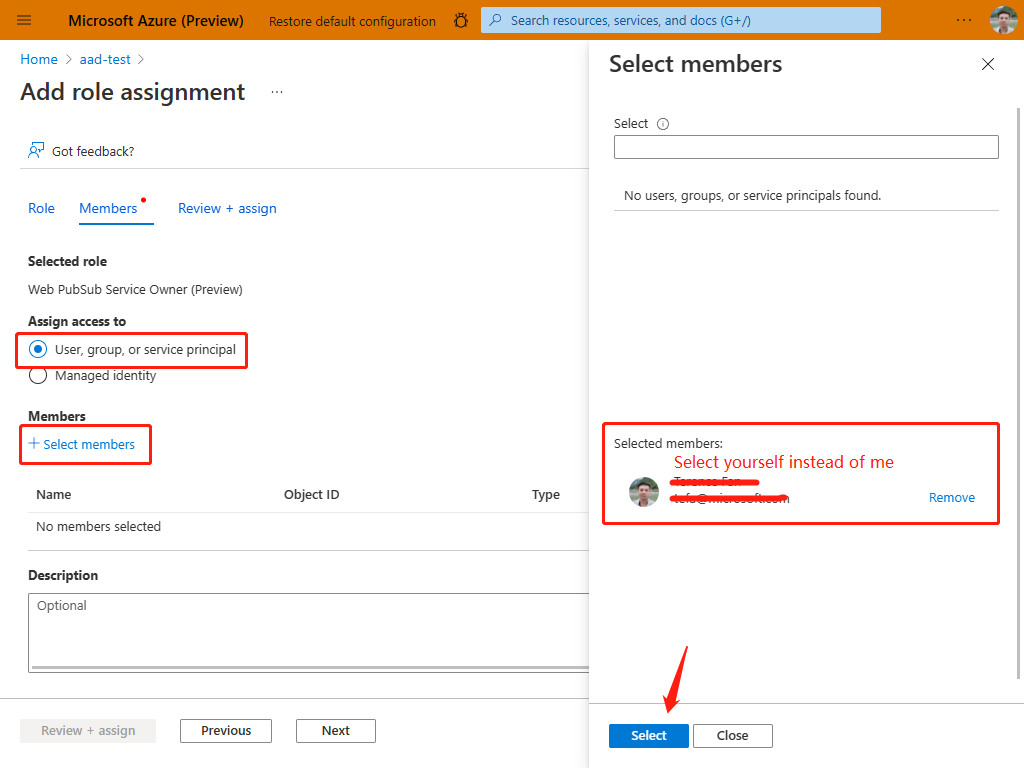 Microsoft Azure (Preview)
Restore default configuration
Search resources, services, and docs (G+/)
Home > aad-test >
Add role assignment ...
Got feedback?
Role
Members
Review + assign
Selected role
Web PubSub Service Owner (Preview)
Assign access to
User, group, or service principal
Managed identity
Members
+ Select members
Name
Object ID
Type
No members selected
Description
Optional
Review + assign
Previous
Next
Select members
Select
No users, groups, or service principals found.
Selected members:
Select yourself instead of me
Remove
Select
Close